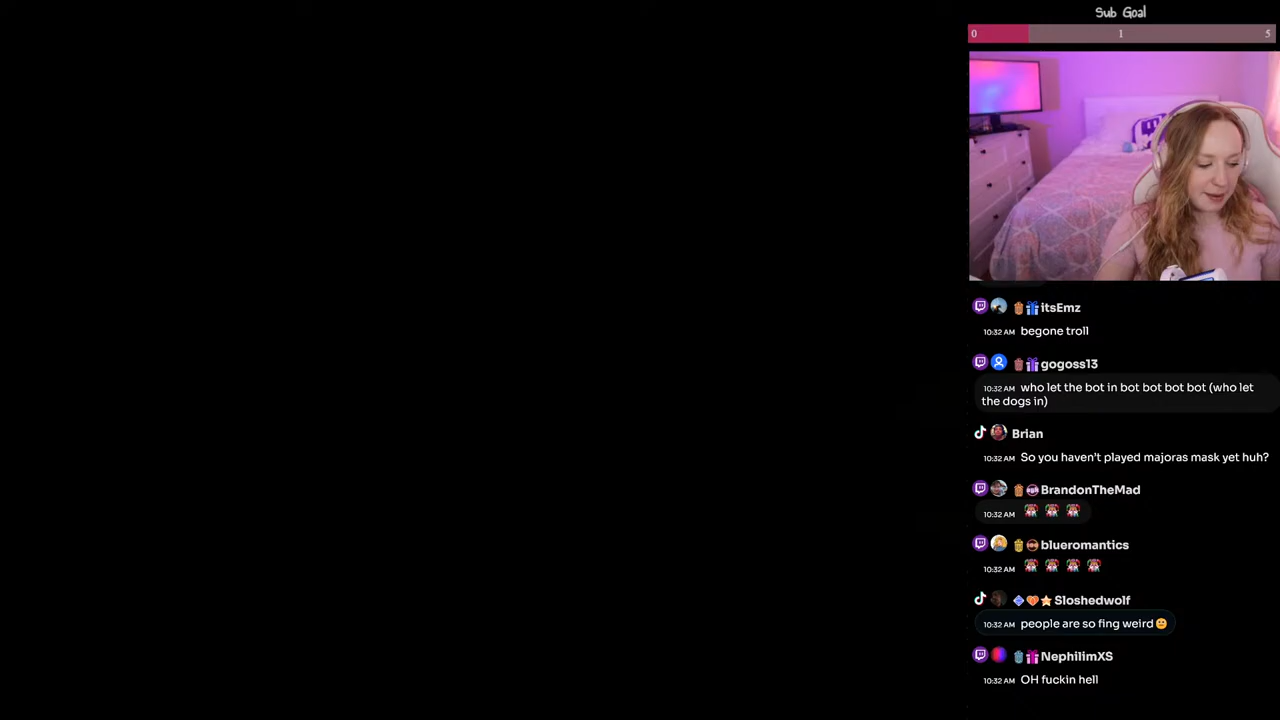 Sub Goal
0 1 5
itsEmz
10:32 AM begone troll
gogoss13
10:32 AM who let the bot in bot bot bot bot (who let
the dogs in)
Brian
10:32 AM So you haven't played majoras mask yet huh?
BrandonTheMad
10:32 AM
blueromantics
10:32 AM
Sloshedwolf
10:32 AM people are so fing weird🫤
NephilimXS
10:32 AM OH fuckin hell